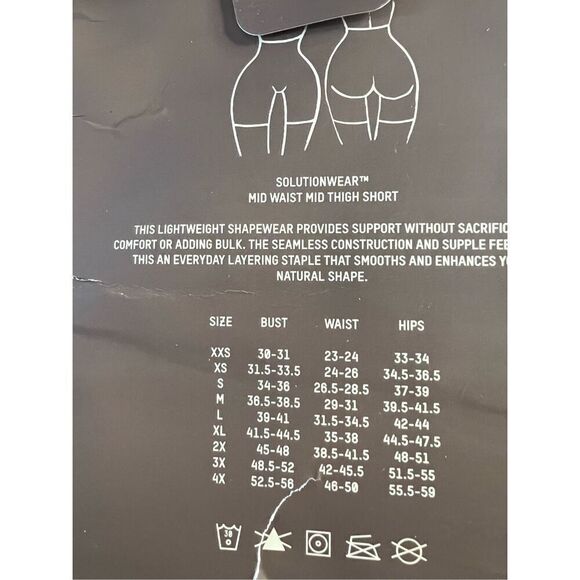 SOLUTIONWEAR™
MID WAIST MID THIGH SHORT
THIS LIGHTWEIGHT SHAPEWEAR PROVIDES SUPPORT WITHOUT SACRIFIC
COMFORT OR ADDING BULK. THE SEAMLESS CONSTRUCTION AND SUPPLE FEE
THIS AN EVERYDAY LAYERING STAPLE THAT SMOOTHS AND ENHANCES YO
NATURAL SHAPE.
SIZE BUST WAIST HIPS
XXS 30-31 23-24 33-34
XS 31.5-33.5 24-26 34.5-36.5
S 34-36 26.5-28.5 37-39
M 36.5-38.5 29-31 39.5-41.5
L 39-41 31.5-34.5 42-44
XL 41.5-44.5 35-38 44.5-47.5
2X 45-48 38.5-41.5 48-51
3X 48.5-52 42-45.5 51.5-55
4X 52.5-56 46-50 55.5-59
30